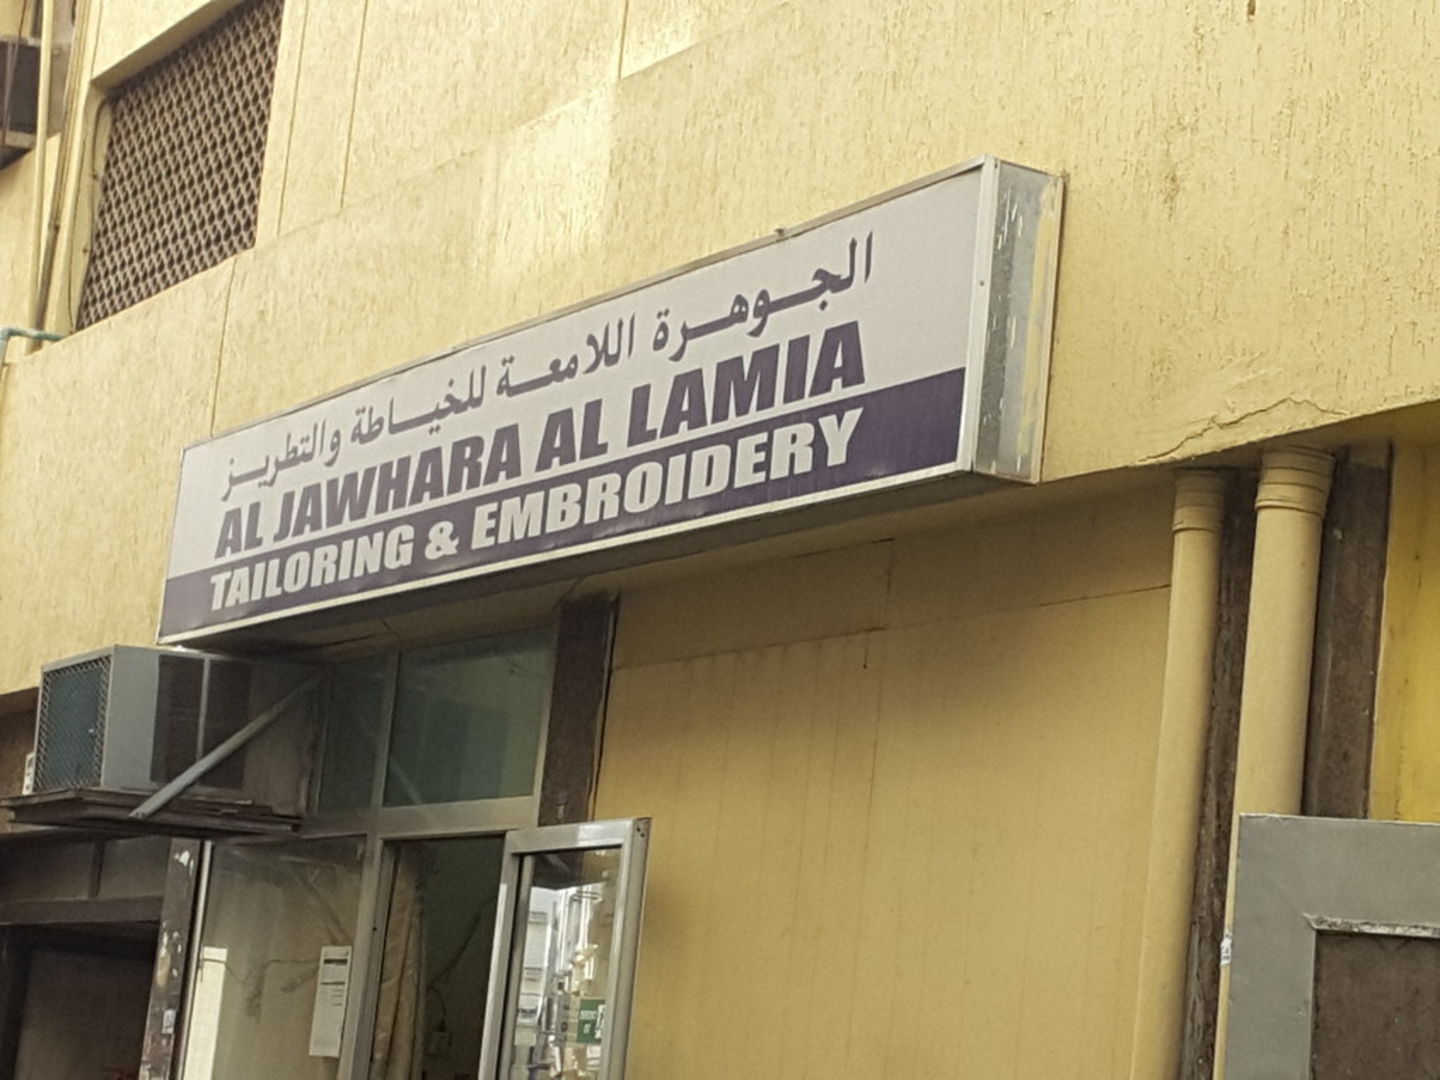 الجوهرة اللامعة للخياطة والتطريز
AL JAWHARA AL LAMIA
TAILORING & EMBROIDERY